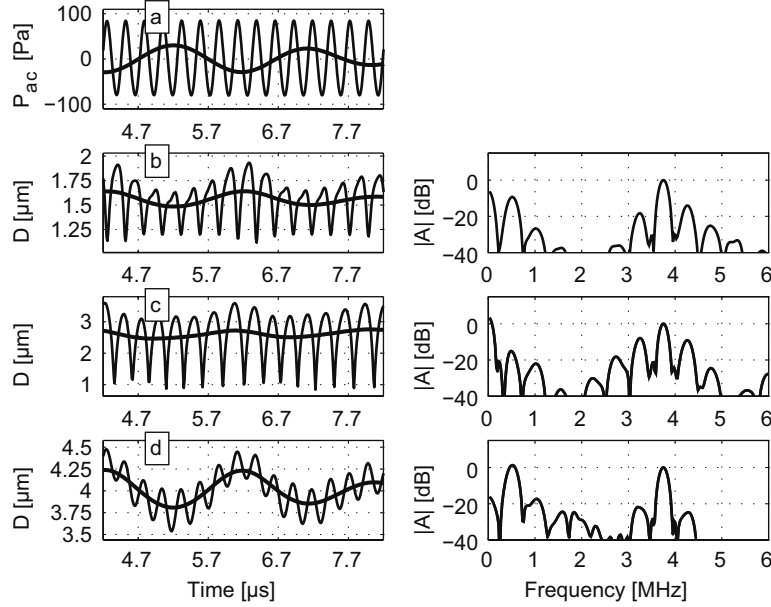 a
P_ac [Pa]
100
0
−100
4.7 5.7 6.7 7.7
b
D [μm]
2
1.75
1.5
1.25
4.7 5.7 6.7 7.7
|A| [dB]
0
−20
−40
0 1 2 3 4 5 6
c
D [μm]
3
2
1
4.7 5.7 6.7 7.7
|A| [dB]
0
−20
−40
0 1 2 3 4 5 6
d
D [μm]
4.5
4.25
4
3.75
3.5
4.7 5.7 6.7 7.7
Time [μs]
|A| [dB]
0
−20
−40
0 1 2 3 4 5 6
Frequency [MHz]